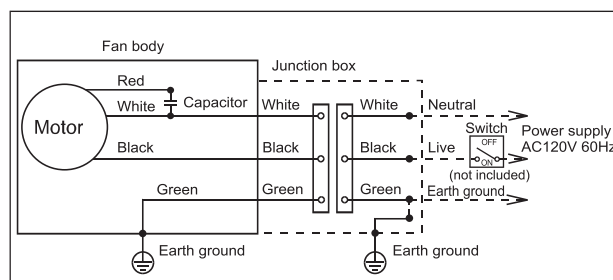 Fan body
Junction box
Red
White
Capacitor
White
White
Neutral
Motor
Switch
OFF
ON
Power supply
AC120V 60Hz
Black
Black
Black
Live
(not included)
Green
Green
Green
Earth ground
Earth ground
Earth ground